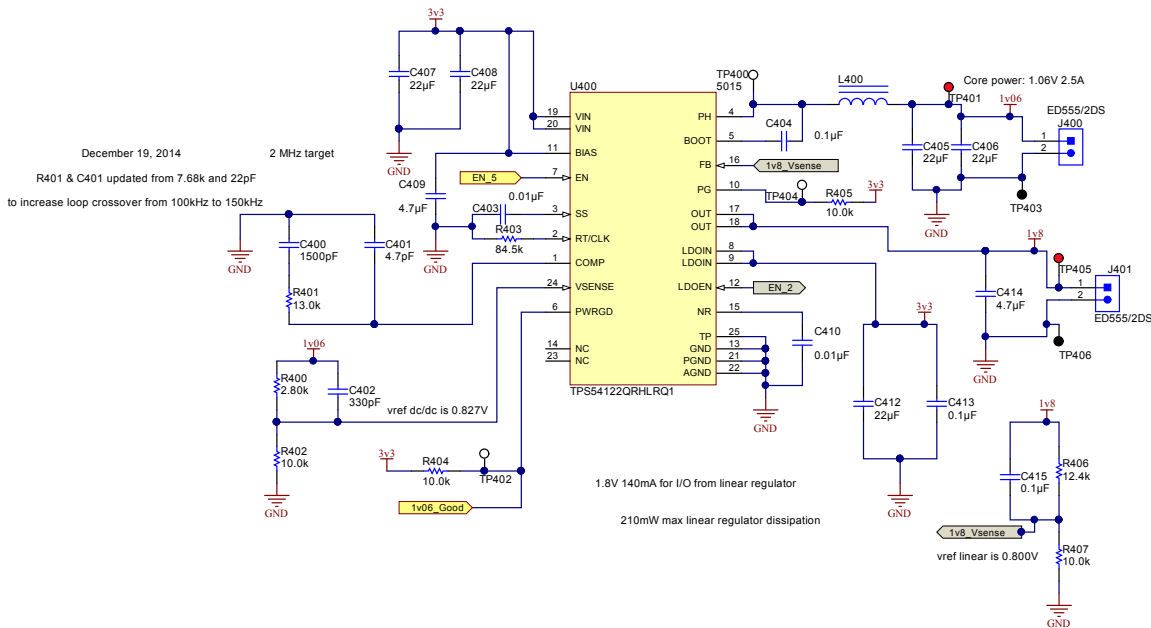 3v3
C407
22µF
C408
22µF
C409
4.7µF
GND
GND
December 19, 2014
2 MHz target
R401 & C401 updated from 7.68k and 22pF
to increase loop crossover from 100kHz to 150kHz
EN_5
0.01µF
C403
R403
84.5k
GND
C400
1500pF
C401
4.7pF
R401
13.0k
1v06
R400
2.80k
C402
330pF
vref dc/dc is 0.827V
R402
10.0k
GND
3v3
R404
10.0k
TP402
1v06_Good
U400
19 VIN
20 VIN
11 BIAS
7 EN
3 SS
2 RT/CLK
1 COMP
24 VSENSE
6 PWRGD
14 NC
23 NC
PH 4
BOOT 5
FB 16
PG 10
OUT 17
OUT 18
LDOIN 8
LDOIN 9
LDOEN 12
NR 15
TP 25
GND 13
PGND 21
AGND 22
TPS54122QRHLRQ1
TP400
5015
L400
C404
0.1µF
Core power: 1.06V 2.5A
TP401
1v06
ED555/2DS
J400
1
2
C405
22µF
C406
22µF
TP403
GND
1v8_Vsense
TP404
R405
10.0k
3v3
1v8
TP405
J401
1
2
ED555/2DS
C414
4.7µF
TP406
GND
EN_2
C410
0.01µF
GND
3v3
C412
22µF
C413
0.1µF
GND
1.8V 140mA for I/O from linear regulator
210mW max linear regulator dissipation
1v8
C415
0.1µF
R406
12.4k
1v8_Vsense
vref linear is 0.800V
R407
10.0k
GND